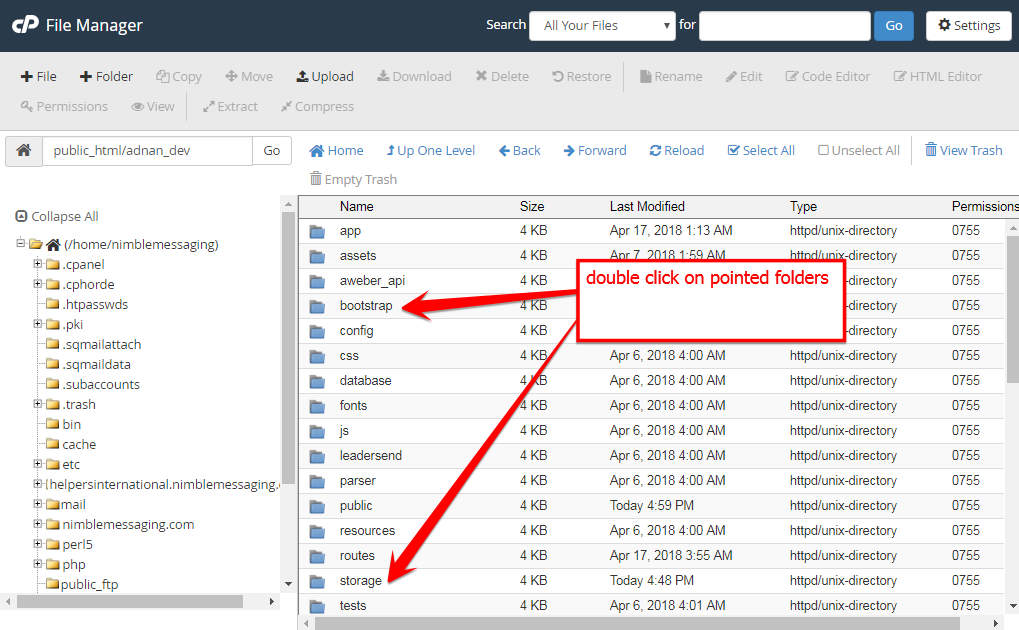 cP File Manager
Search All Your Files for Go Settings
File Folder Copy Move Upload Download Delete Restore Rename Edit Code Editor HTML Editor
Permissions View Extract Compress
public_html/adnan_dev Go
Home Up One Level Back Forward Reload Select All Unselect All View Trash
Empty Trash
Collapse All
(/home/nimblemessaging)
.cpanel
.cphorde
.htpasswds
.pki
.sqmailattach
.sqmaildata
.subaccounts
.trash
bin
cache
etc
(helpersinternational.nimblemessaging.
mail
nimblemessaging.com
perl5
php
public_ftp
Name Size Last Modified Type Permissions
app 4 KB Apr 17, 2018 1:13 AM httpd/unix-directory 0755
assets 4 KB Apr 7, 2018 1:59 AM httpd/unix-directory 0755
aweber_api 4 KB d/unix-directory 0755
bootstrap 4 KB d/unix-directory 0755
config 4 KB d/unix-directory 0755
css 4 KB Apr 6, 2018 4:00 AM httpd/unix-directory 0755
database 4 KB Apr 6, 2018 4:00 AM httpd/unix-directory 0755
fonts 4 KB Apr 6, 2018 4:00 AM httpd/unix-directory 0755
js 4 KB Apr 6, 2018 4:00 AM httpd/unix-directory 0755
leadersend 4 KB Apr 6, 2018 4:00 AM httpd/unix-directory 0755
parser 4 KB Apr 6, 2018 4:00 AM httpd/unix-directory 0755
public 4 KB Today 4:59 PM httpd/unix-directory 0755
resources 4 KB Apr 6, 2018 4:00 AM httpd/unix-directory 0755
routes 4 KB Apr 17, 2018 3:55 AM httpd/unix-directory 0755
storage 4 KB Today 4:48 PM httpd/unix-directory 0755
tests 4 KB Apr 6, 2018 4:01 AM httpd/unix-directory 0755
double click on pointed folders